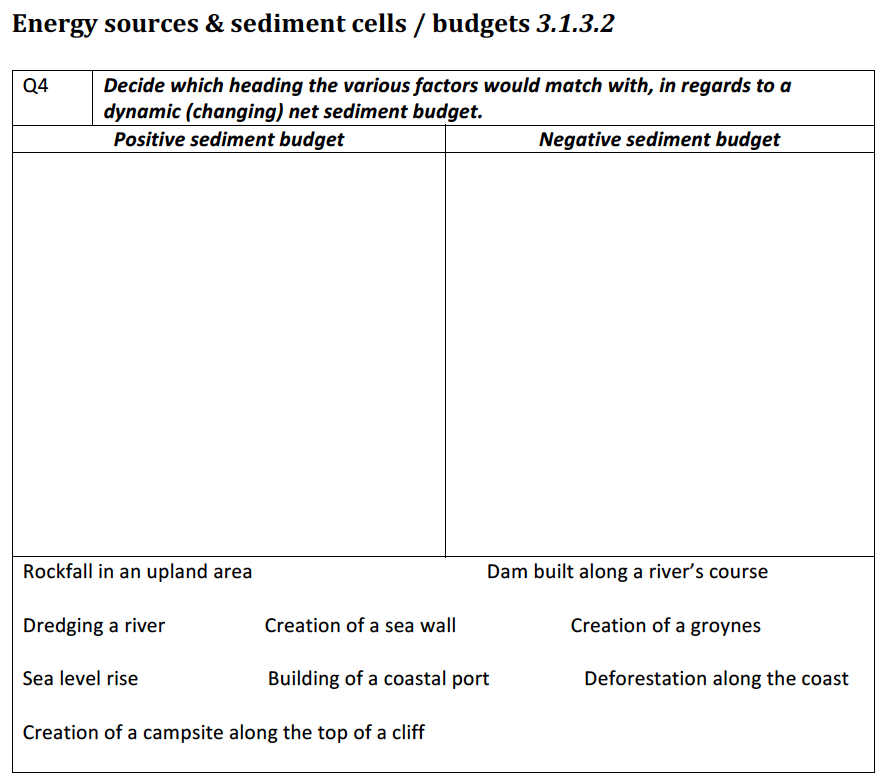 Energy sources & sediment cells / budgets 3.1.3.2
Q4 Decide which heading the various factors would match with, in regards to a
dynamic (changing) net sediment budget.
Positive sediment budget Negative sediment budget
Rockfall in an upland area Dam built along a river’s course
Dredging a river Creation of a sea wall Creation of a groynes
Sea level rise Building of a coastal port Deforestation along the coast
Creation of a campsite along the top of a cliff